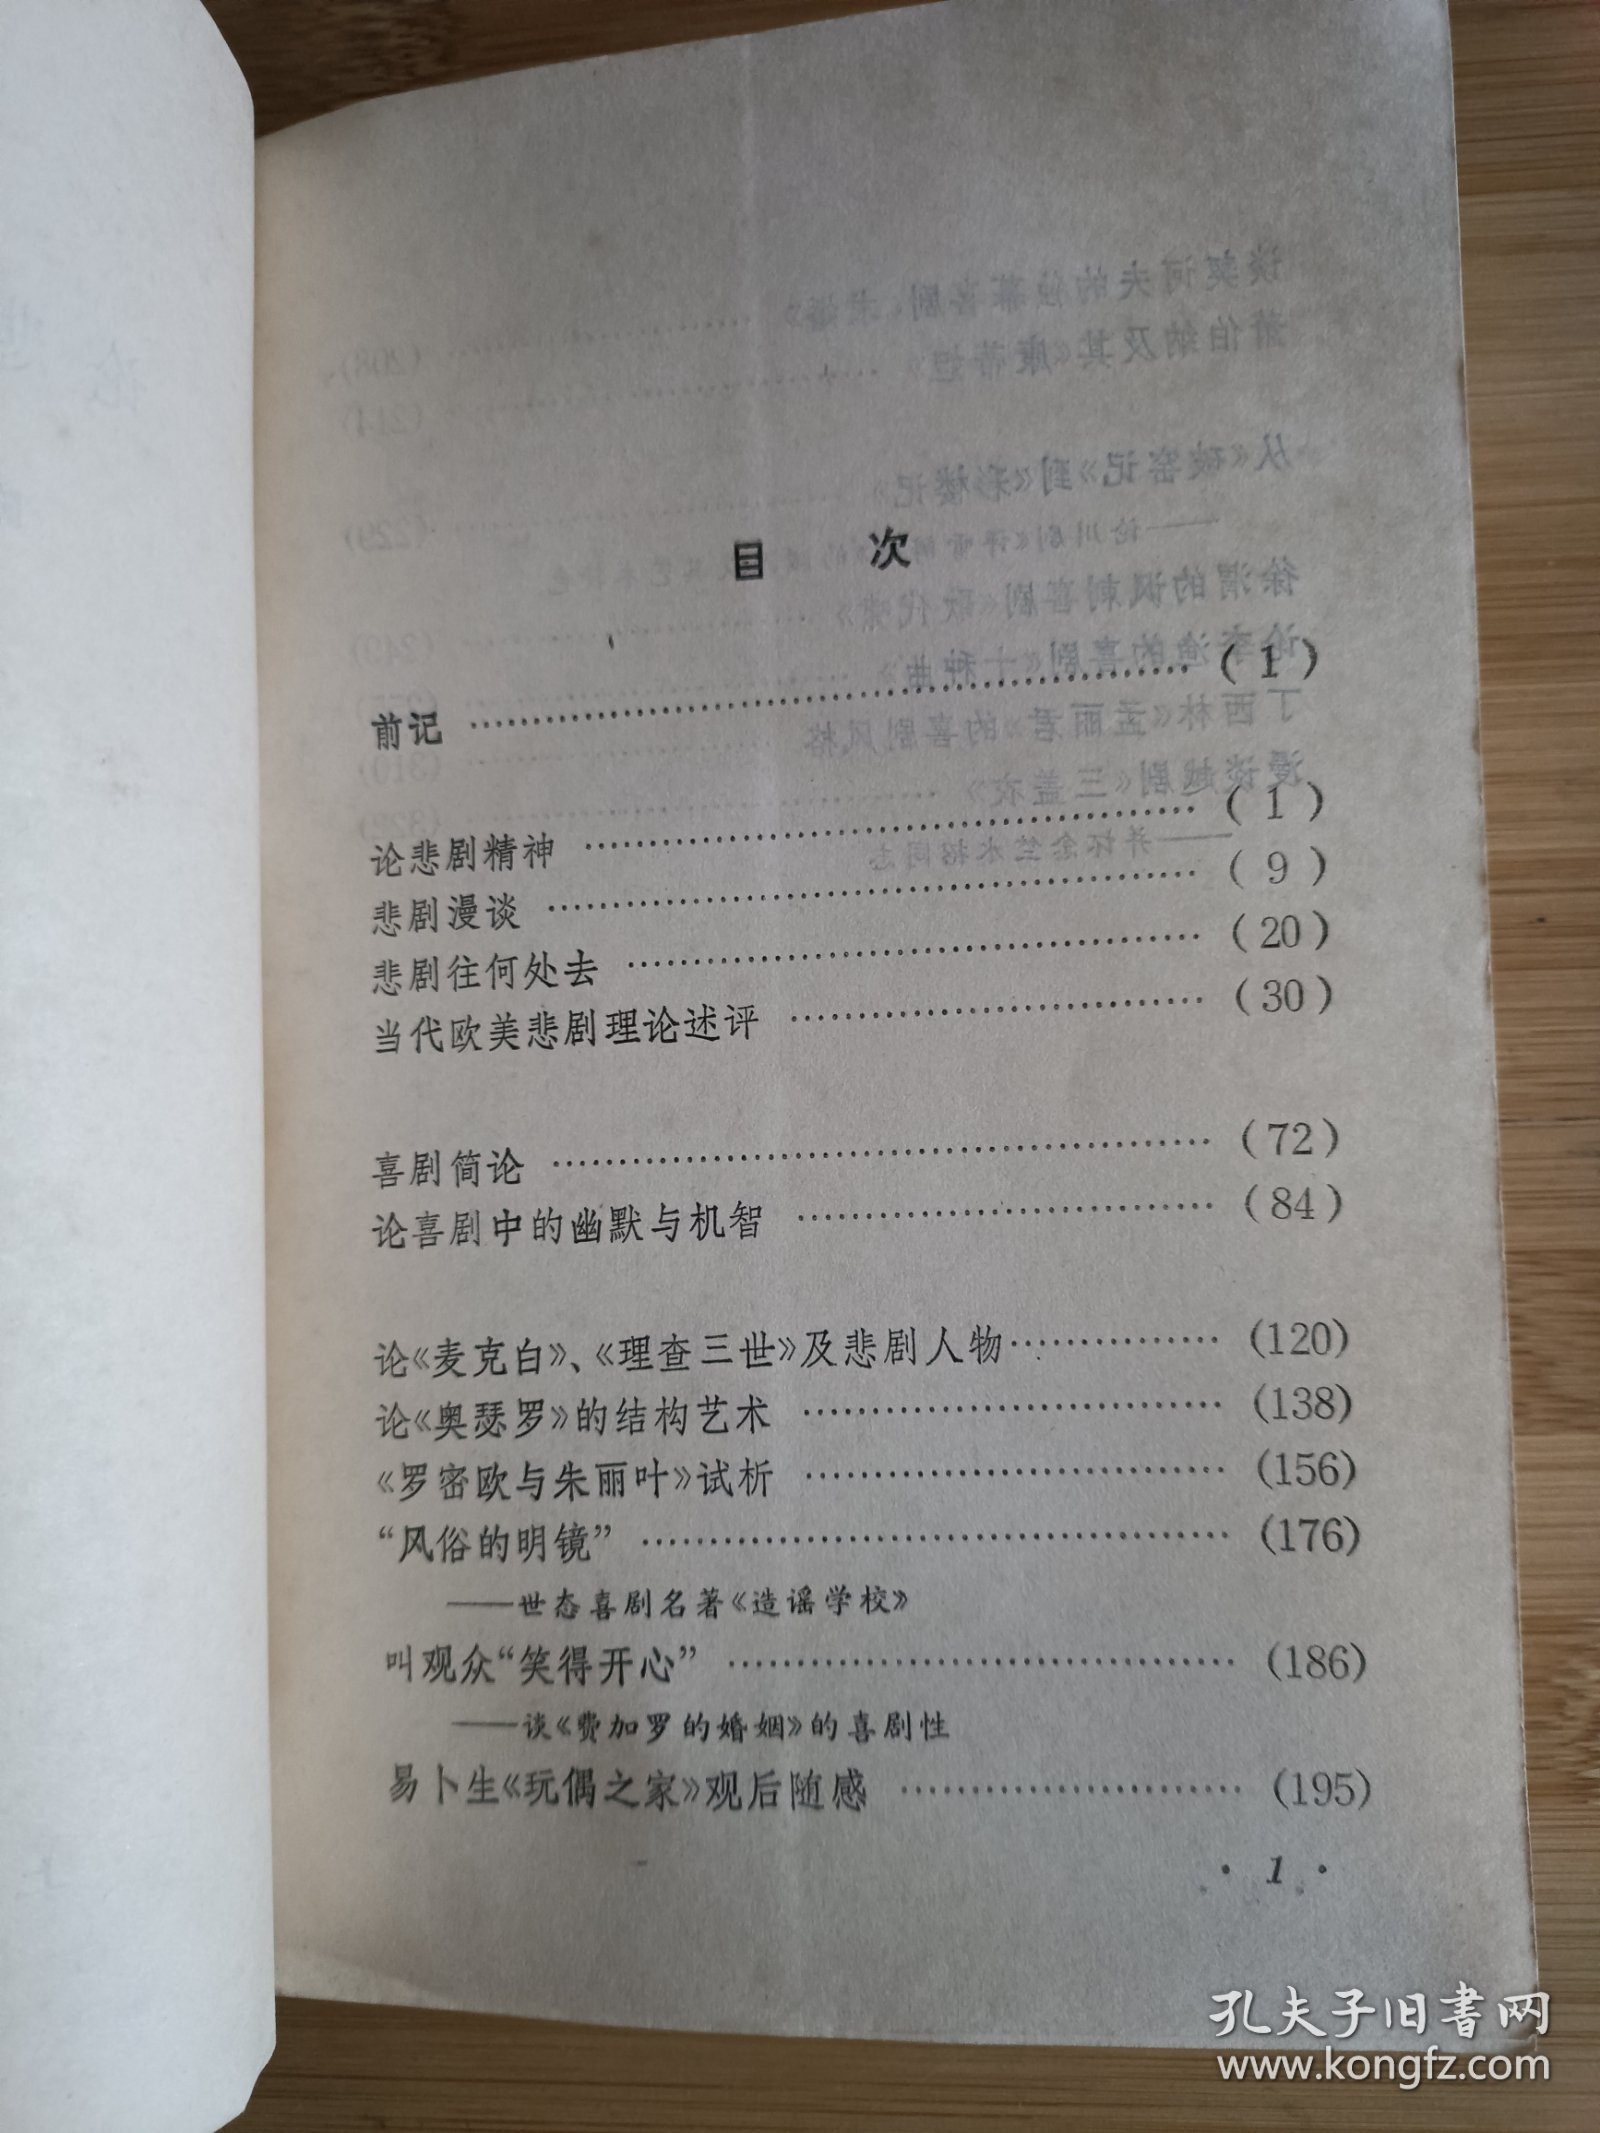 目 次
前记 ……………………………………… ( 1 )
论悲剧精神 ……………………………… ( 1 )
悲剧漫谈 ………………………………… ( 9 )
悲剧往何处去 …………………………… (20)
当代欧美悲剧理论述评 ………………… (30)
喜剧简论 ………………………………… (72)
论喜剧中的幽默与机智 ………………… (84)
论《麦克白》、《理查三世》及悲剧人物 …………… (120)
论《奥瑟罗》的结构艺术 ………………… (138)
《罗密欧与朱丽叶》试析 ………………… (156)
“风俗的明镜” …………………………… (176)
——世态喜剧名著《造谣学校》
叫观众“笑得开心” ……………………… (186)
——谈《费加罗的婚姻》的喜剧性
易卜生《玩偶之家》观后随感 …………… (195)
· 1 ·
孔夫子旧书网
www.kongfz.com